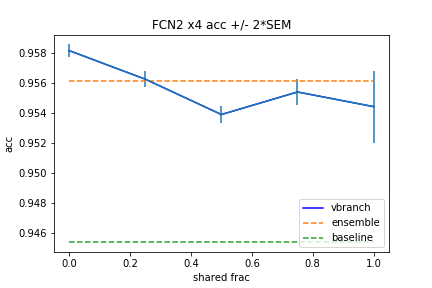 FCN2 x4 acc +/- 2*SEM
acc
0.958
0.956
0.954
0.952
0.950
0.948
0.946
0.0 0.2 0.4 0.6 0.8 1.0
shared frac
vbranch
ensemble
baseline